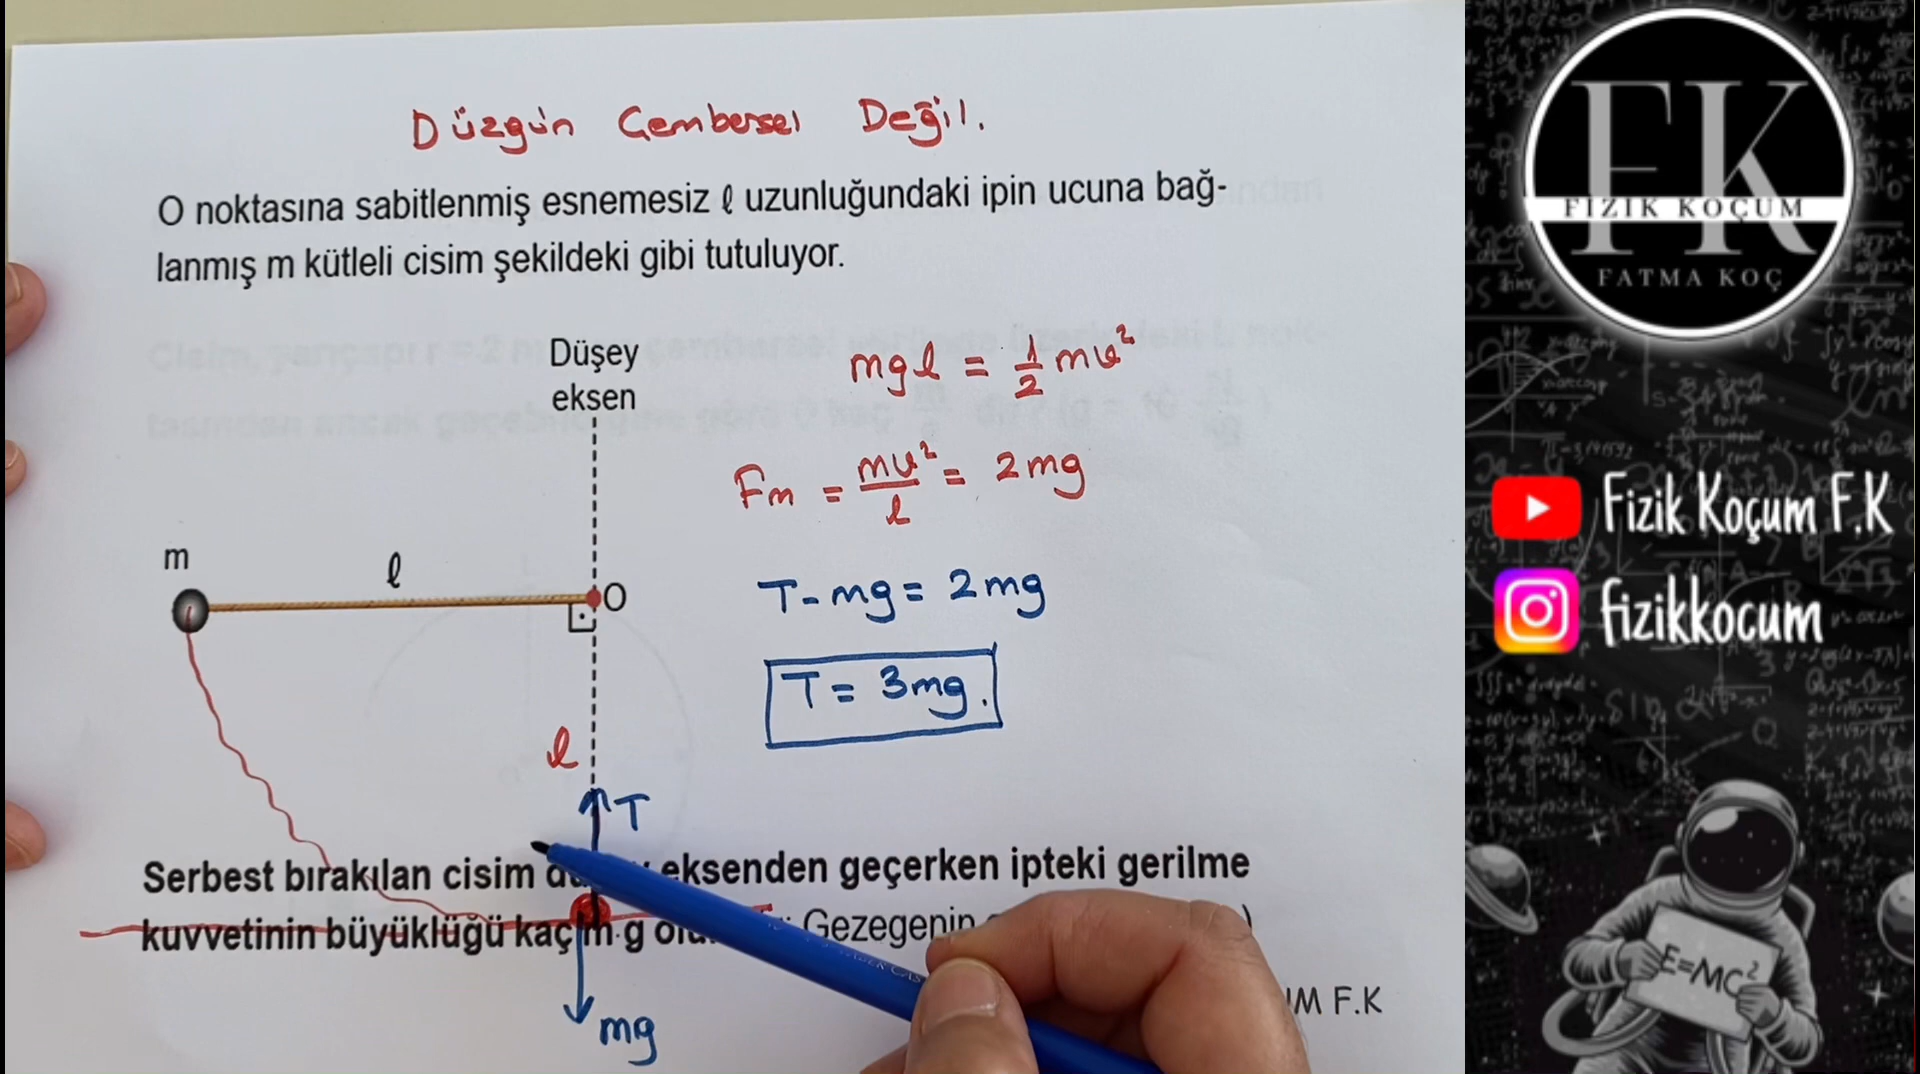 Düzgün Çembersel Değil.
O noktasına sabitlenmiş esnemesiz ℓ uzunluğundaki ipin ucuna bağ-
lanmış m kütleli cisim şekildeki gibi tutuluyor.
Düşey
eksen
mgℓ = 1/2 mv²
Fm = mv²/ℓ = 2mg
m
ℓ
O
T - mg = 2mg
T = 3mg.
ℓ
T
Serbest bırakılan cisim eksenden geçerken ipteki gerilme
kuvvetinin büyüklüğü kaç m·g Gezegenin
mg
F.K
FK
FİZİK KOÇUM
FATMA KOÇ
Fizik Koçum F.K
fizikkocum
E=MC²